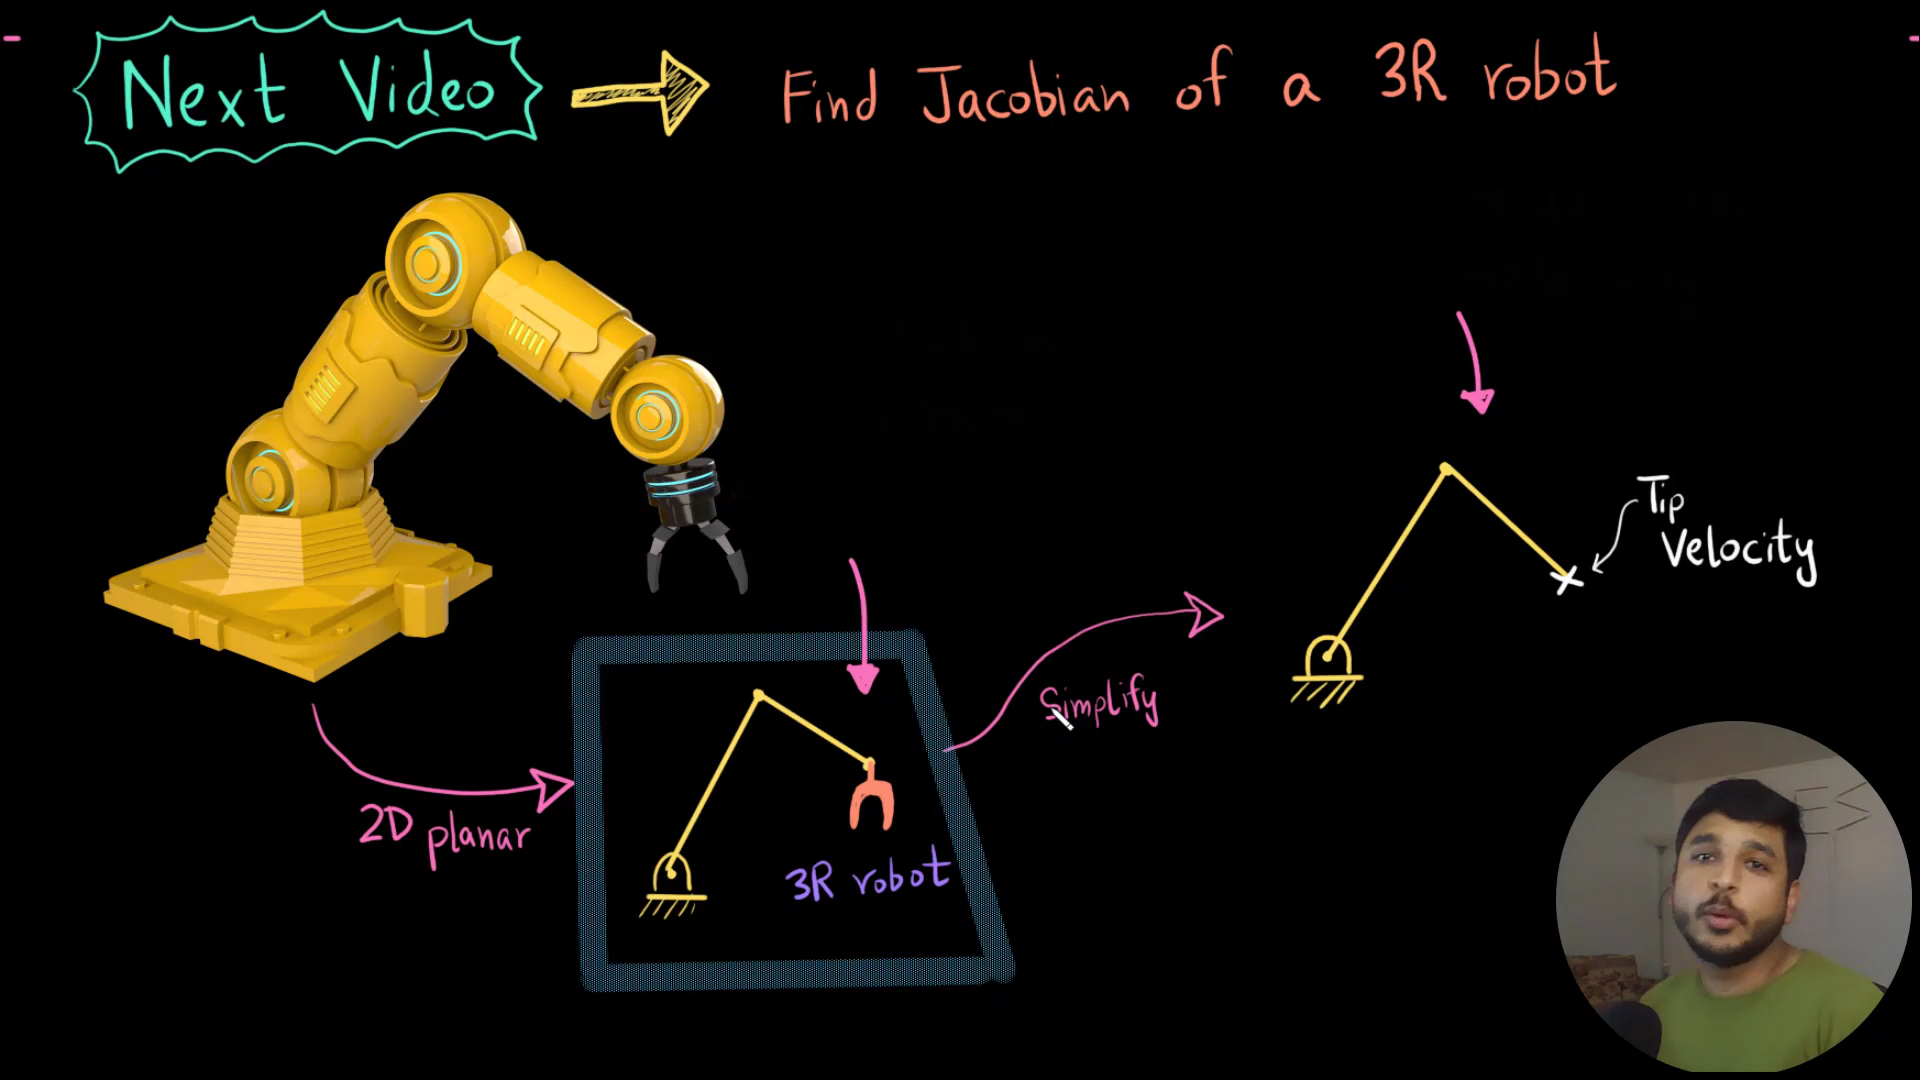 Next Video
Find Jacobian of a 3R robot
Tip
Velocity
Simplify
2D planar
3R robot